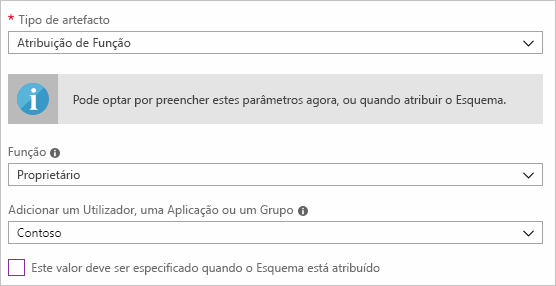 * Tipo de artefacto
Atribuição de Função
Pode optar por preencher estes parâmetros agora, ou quando atribuir o Esquema.
Função
Proprietário
Adicionar um Utilizador, uma Aplicação ou um Grupo
Contoso
Este valor deve ser especificado quando o Esquema está atribuído